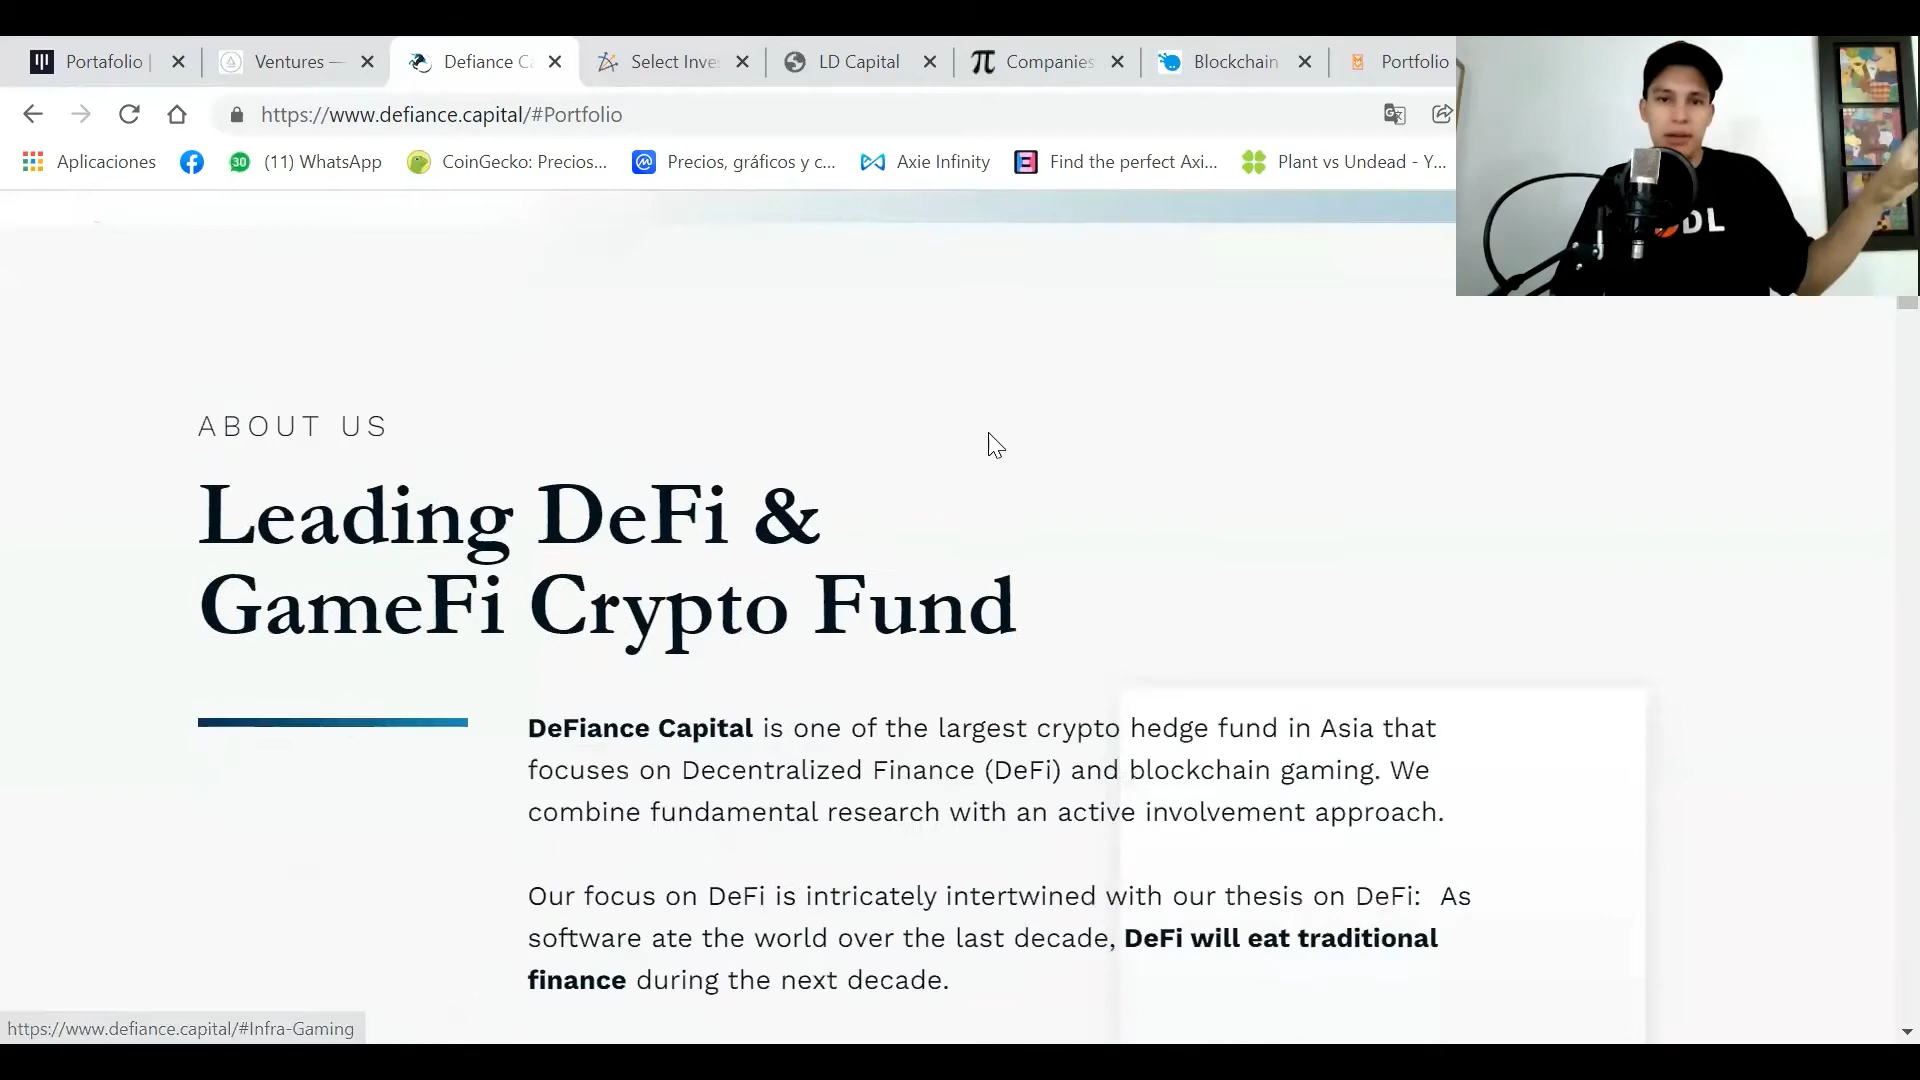 Portafolio |
Ventures —
Defiance Ca
Select Inves
LD Capital
Companies
Blockchain
Portfolio
https://www.defiance.capital/#Portfolio
Aplicaciones
30
(11) WhatsApp
CoinGecko: Precios...
Precios, gráficos y c...
Axie Infinity
Find the perfect Axi...
Plant vs Undead - Y...
DL
ABOUT US
Leading DeFi &
GameFi Crypto Fund
DeFiance Capital is one of the largest crypto hedge fund in Asia that
focuses on Decentralized Finance (DeFi) and blockchain gaming. We
combine fundamental research with an active involvement approach.
Our focus on DeFi is intricately intertwined with our thesis on DeFi: As
software ate the world over the last decade, DeFi will eat traditional
finance during the next decade.
https://www.defiance.capital/#Infra-Gaming